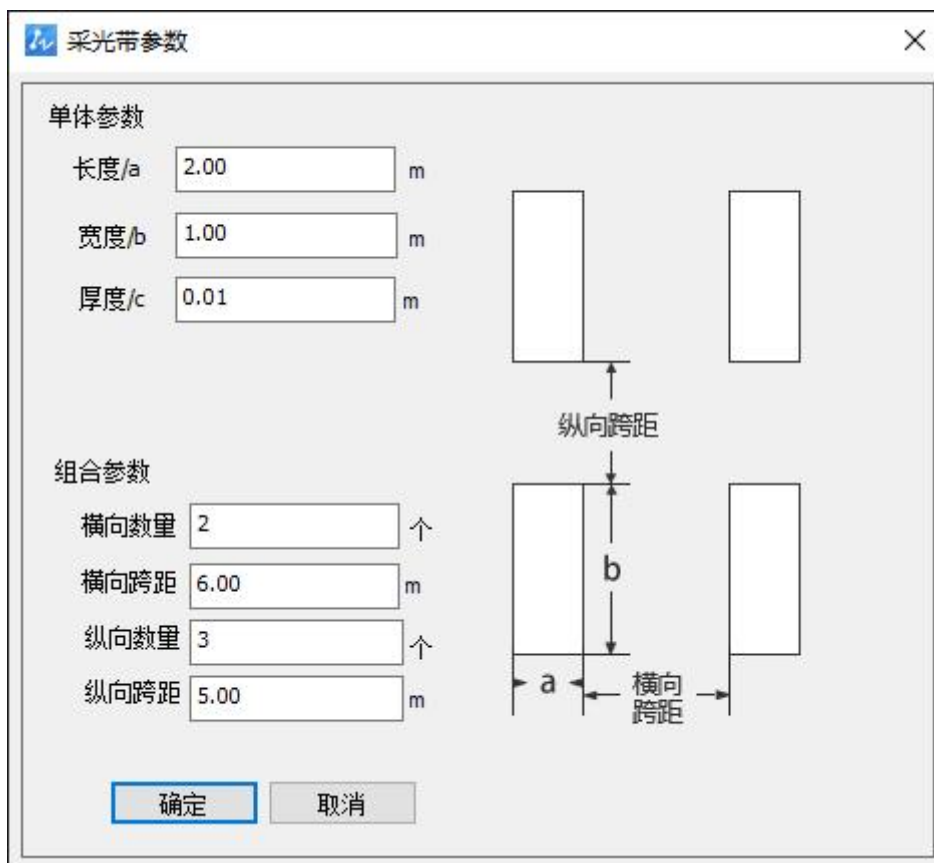 采光带参数
单体参数
长度/a 2.00 m
宽度/b 1.00 m
厚度/c 0.01 m
纵向跨距
组合参数
横向数量 2 个
横向跨距 6.00 m
纵向数量 3 个
纵向跨距 5.00 m
b
a
横向
跨距
确定 取消